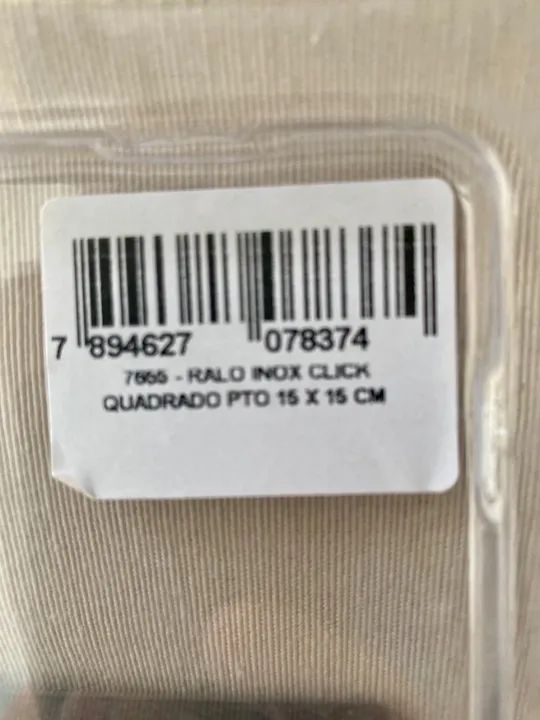 7 894627 078374
7655 - RALO INOX CLICK
QUADRADO PTO 15 X 15 CM